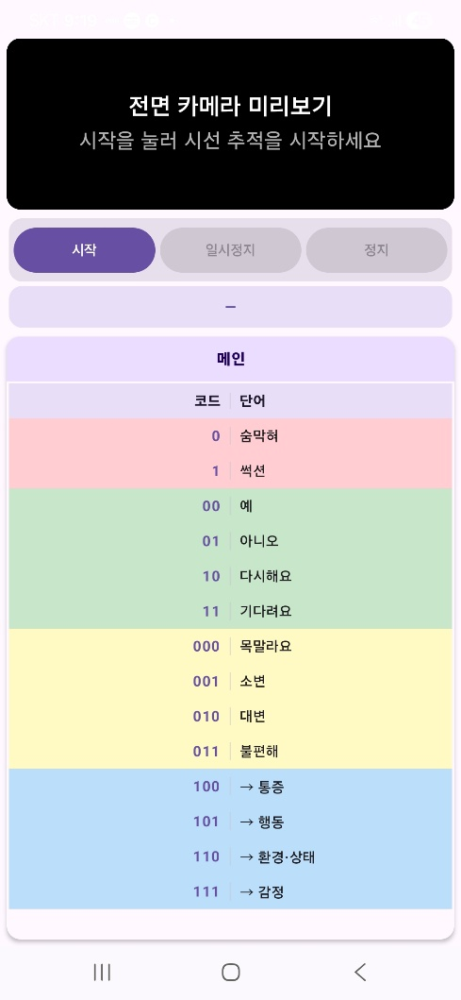 전면 카메라 미리보기
시작을 눌러 시선 추적을 시작하세요
시작 일시정지 정지
–
메인
코드 단어
0 숨막혀
1 썩션
00 예
01 아니오
10 다시해요
11 기다려요
000 목말라요
001 소변
010 대변
011 불편해
100 → 통증
101 → 행동
110 → 환경·상태
111 → 감정